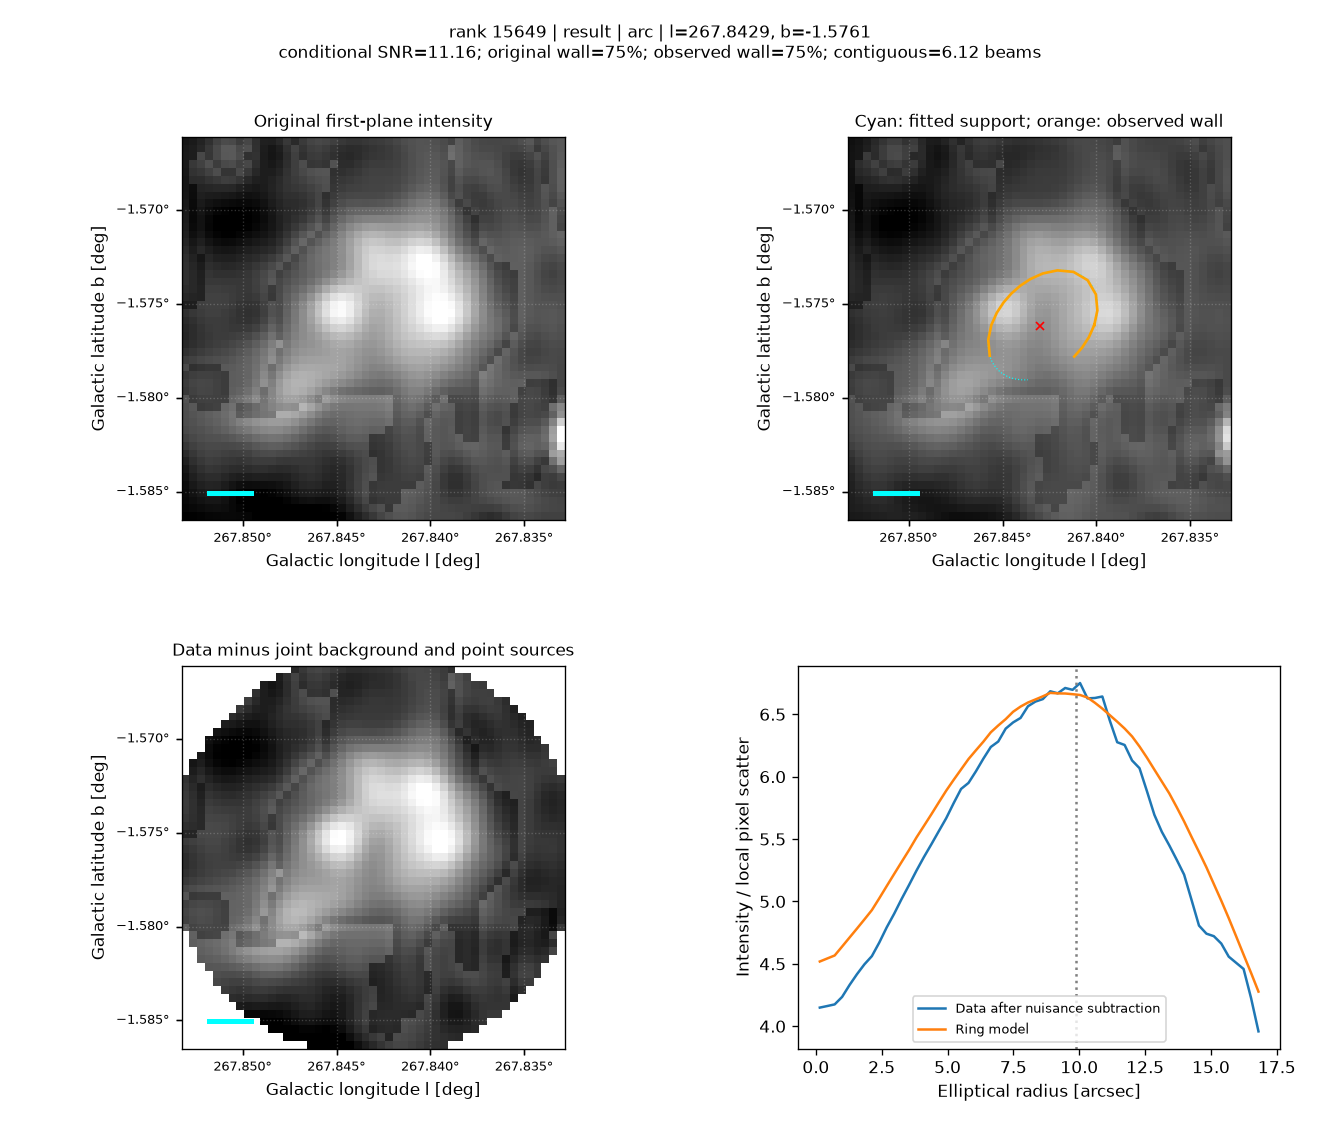 rank 15649 | result | arc | l=267.8429, b=-1.5761
conditional SNR=11.16; original wall=75%; observed wall=75%; contiguous=6.12 beams
Original first-plane intensity
−1.570°
−1.575°
−1.580°
−1.585°
Galactic latitude b [deg]
267.850°
267.845°
267.840°
267.835°
Galactic longitude l [deg]
Cyan: fitted support; orange: observed wall
−1.570°
−1.575°
−1.580°
−1.585°
Galactic latitude b [deg]
267.850°
267.845°
267.840°
267.835°
Galactic longitude l [deg]
Data minus joint background and point sources
−1.570°
−1.575°
−1.580°
−1.585°
Galactic latitude b [deg]
267.850°
267.845°
267.840°
267.835°
Galactic longitude l [deg]
6.5
6.0
5.5
5.0
4.5
4.0
Intensity / local pixel scatter
Data after nuisance subtraction
Ring model
0.0
2.5
5.0
7.5
10.0
12.5
15.0
17.5
Elliptical radius [arcsec]